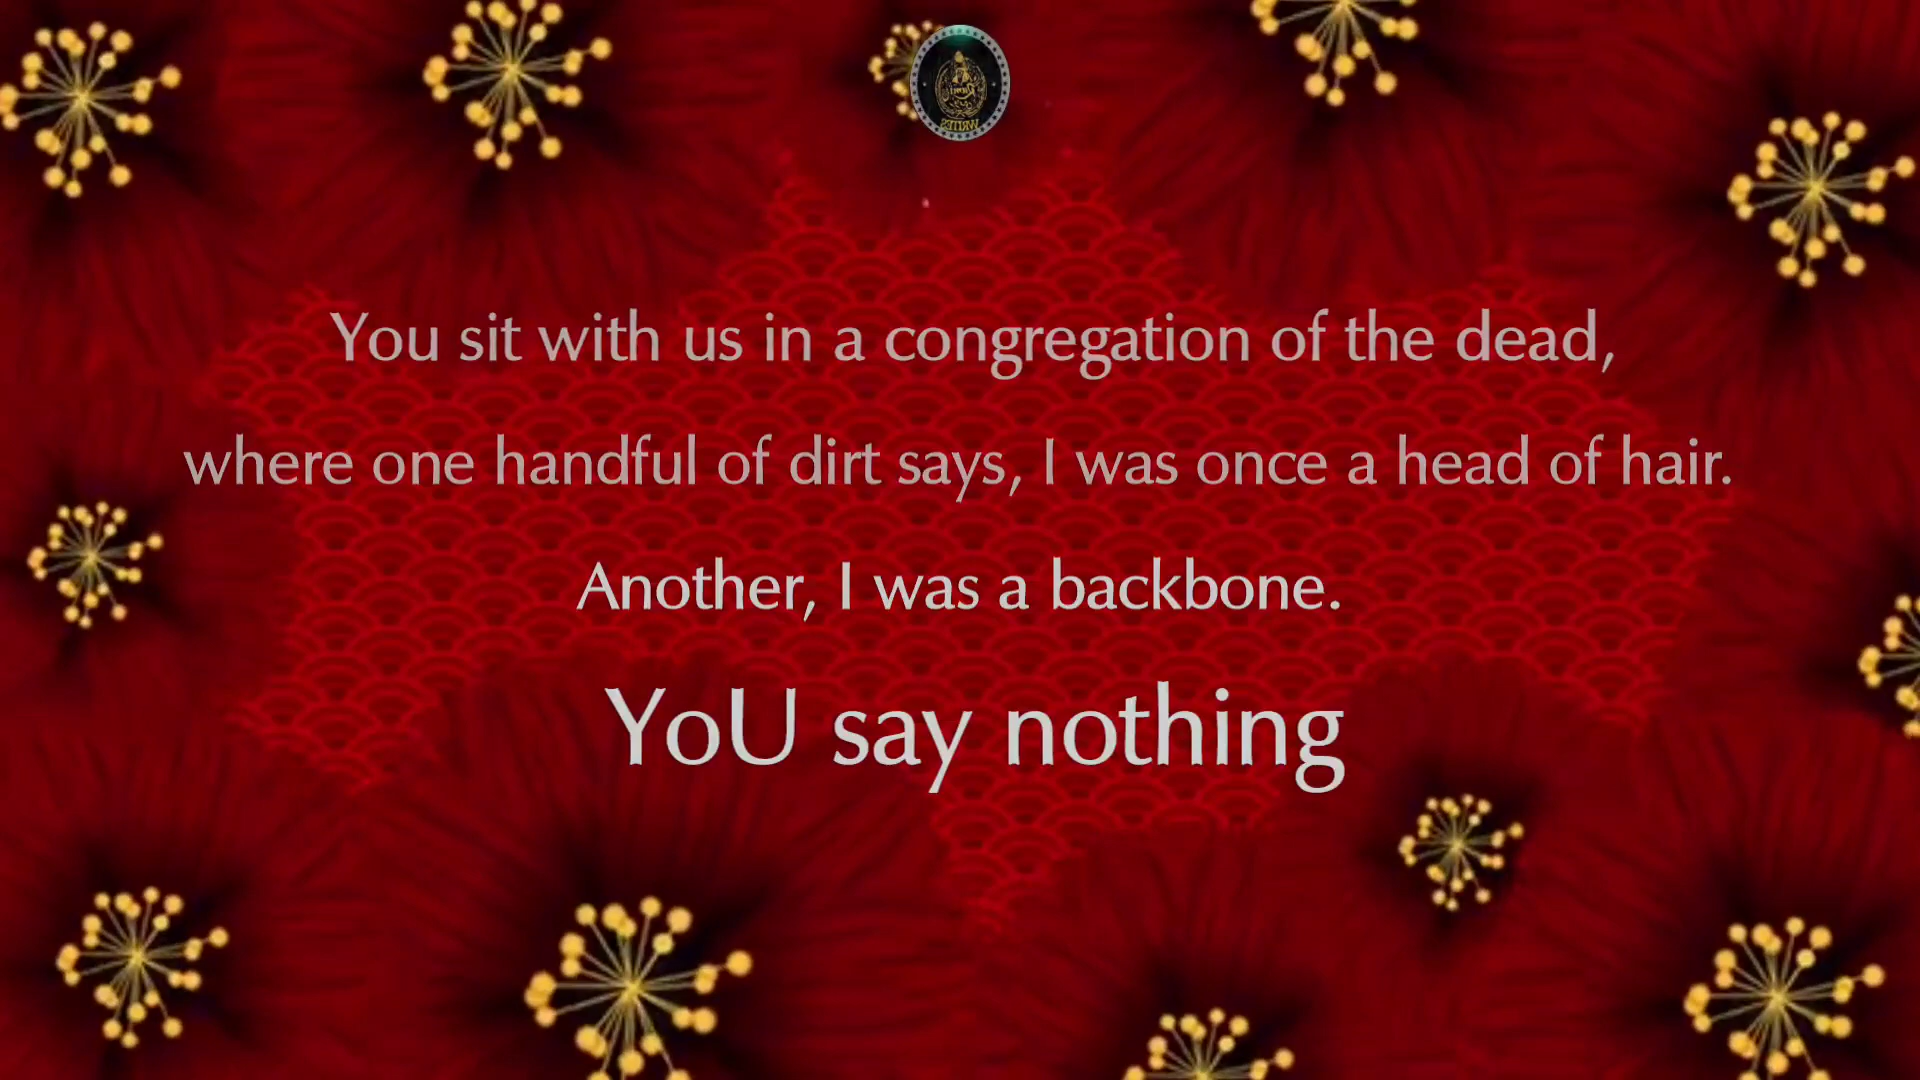 You sit with us in a congregation of the dead,
where one handful of dirt says, I was once a head of hair.
Another, I was a backbone.
YoU say nothing